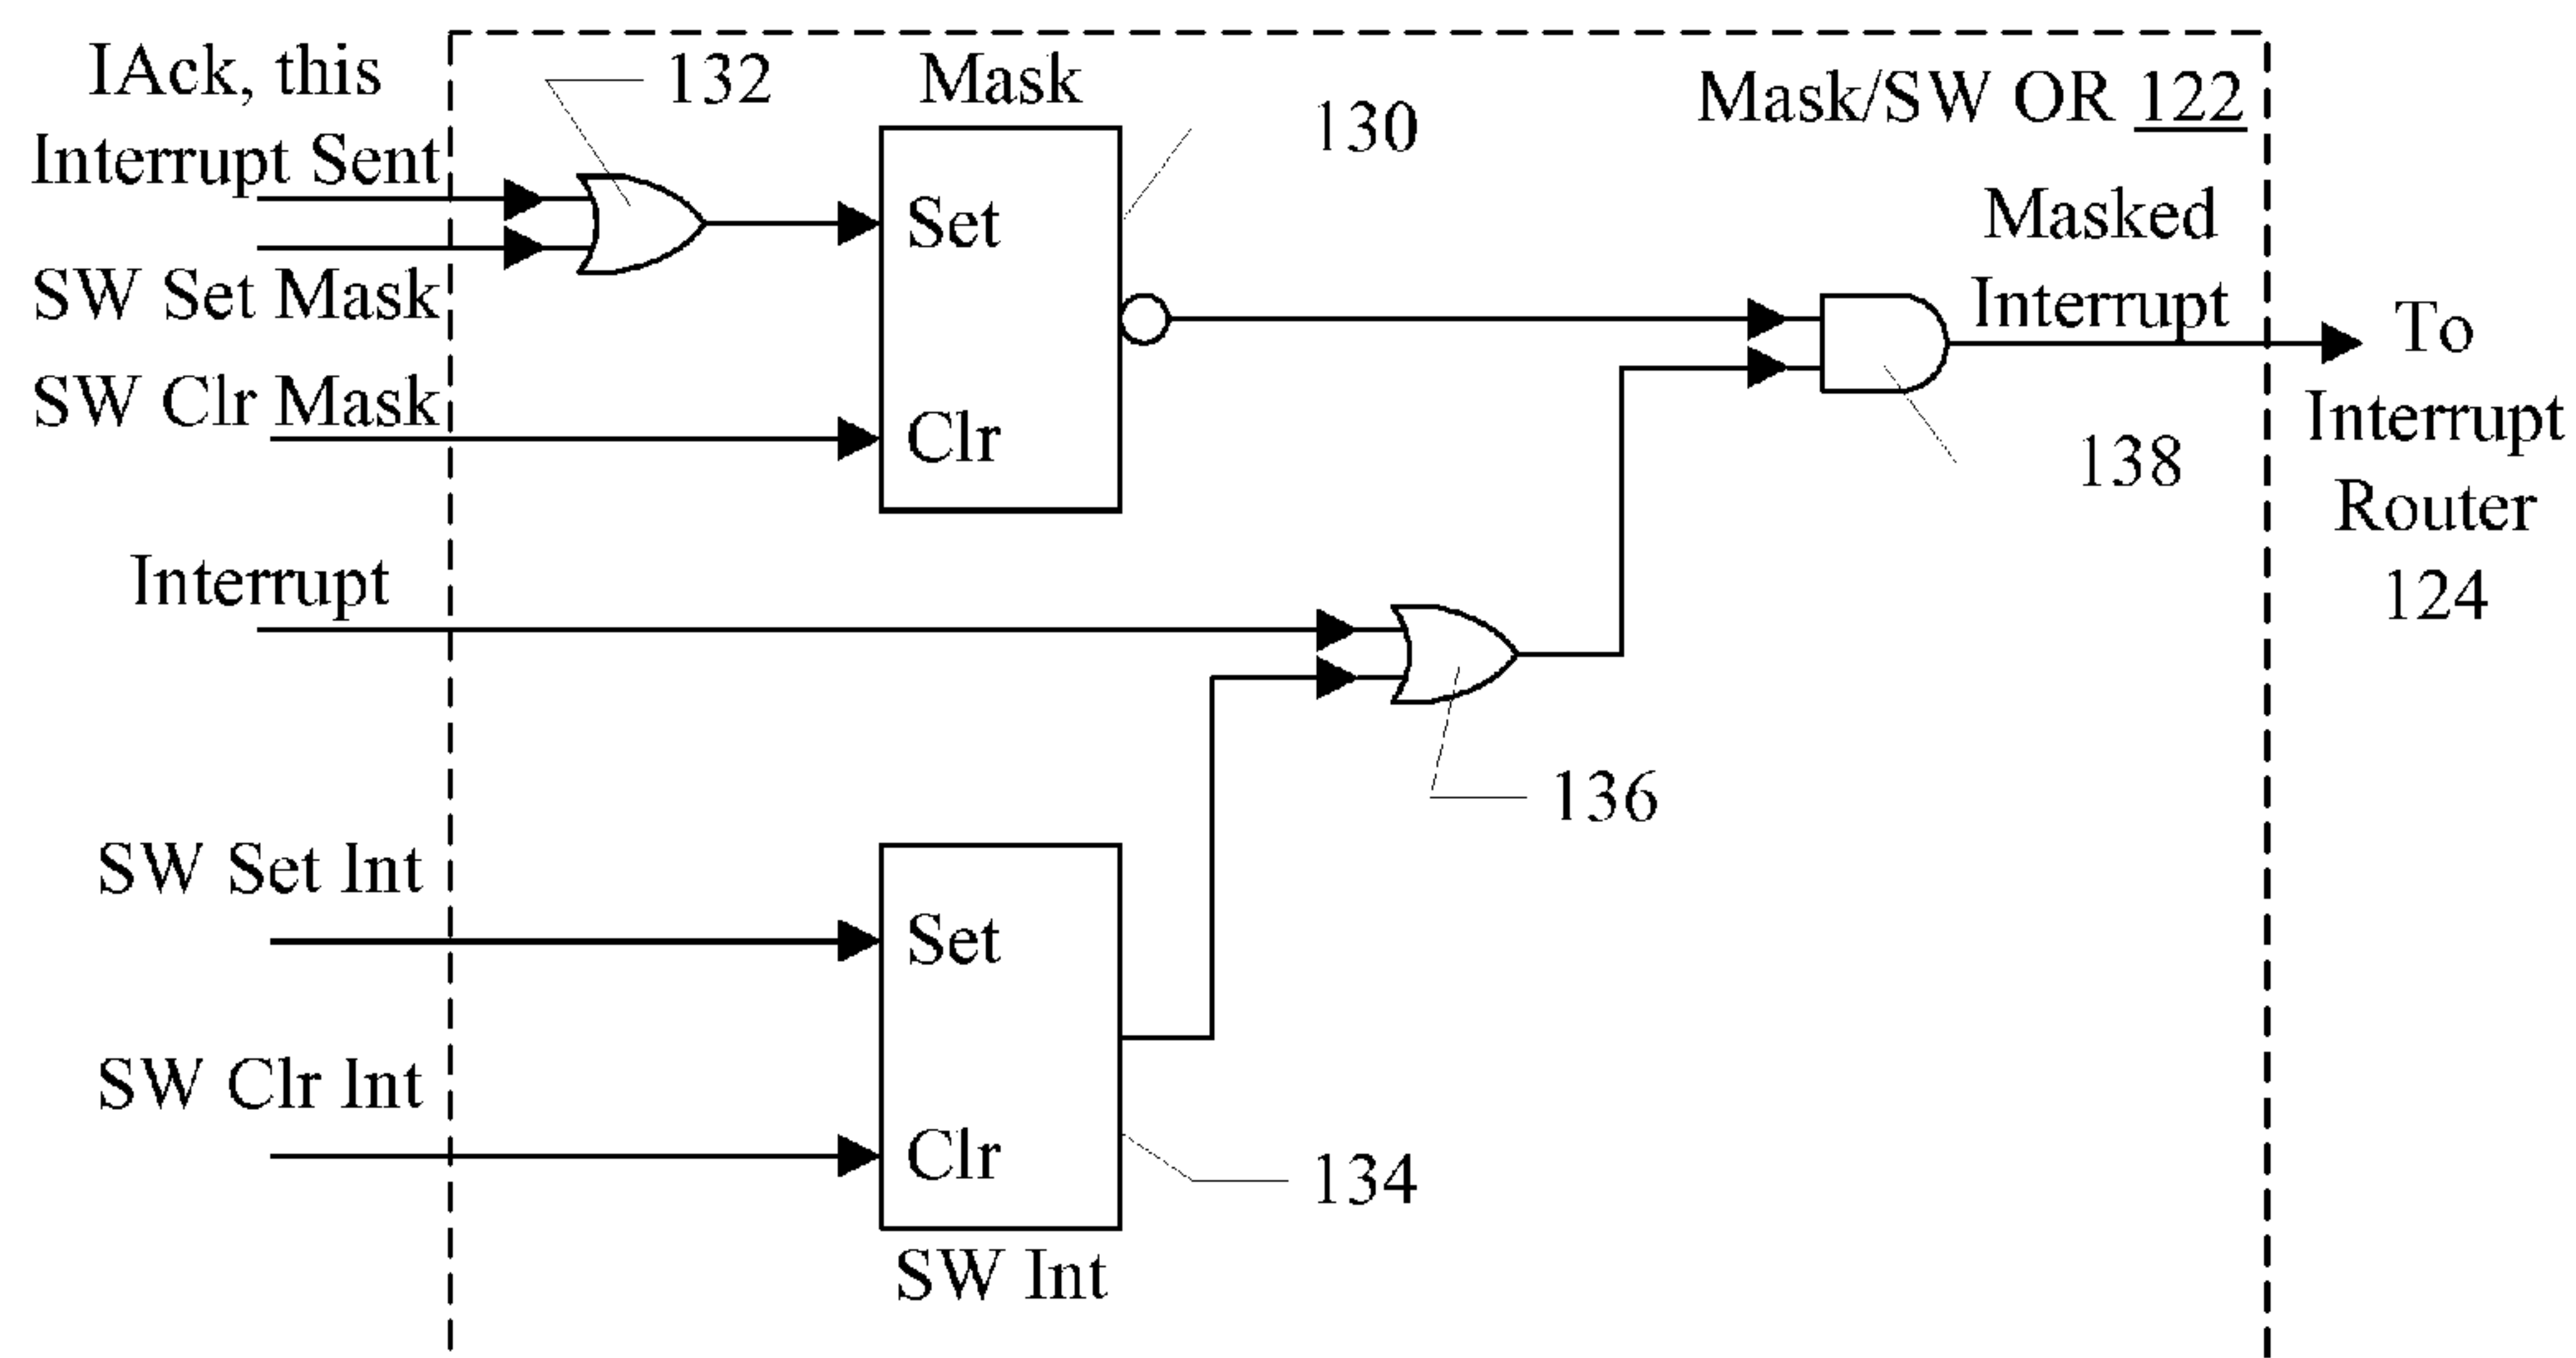 IAck, this
Interrupt Sent
132
Mask
130
Mask/SW OR 122
SW Set Mask
Set
Masked
Interrupt
To
Interrupt
Router
124
SW Clr Mask
Clr
138
Interrupt
136
SW Set Int
Set
SW Clr Int
Clr
134
SW Int